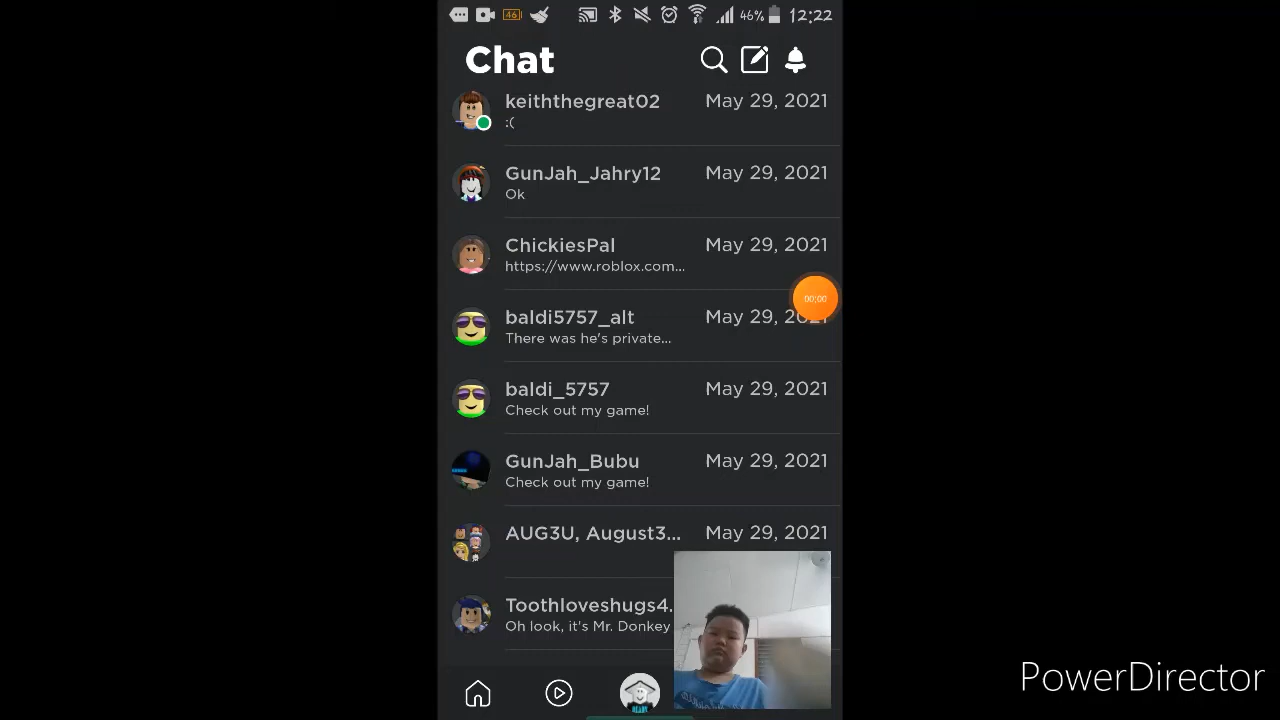 46 46% 12:22
Chat
keiththegreat02 May 29, 2021
:(
GunJah_Jahry12 May 29, 2021
Ok
ChickiesPal May 29, 2021
https://www.roblox.com...
00:00
baldi5757_alt May 29, 2021
There was he's private...
baldi_5757 May 29, 2021
Check out my game!
GunJah_Bubu May 29, 2021
Check out my game!
AUG3U, August3... May 29, 2021
Toothloveshugs4.
Oh look, it's Mr. Donkey
PowerDirector